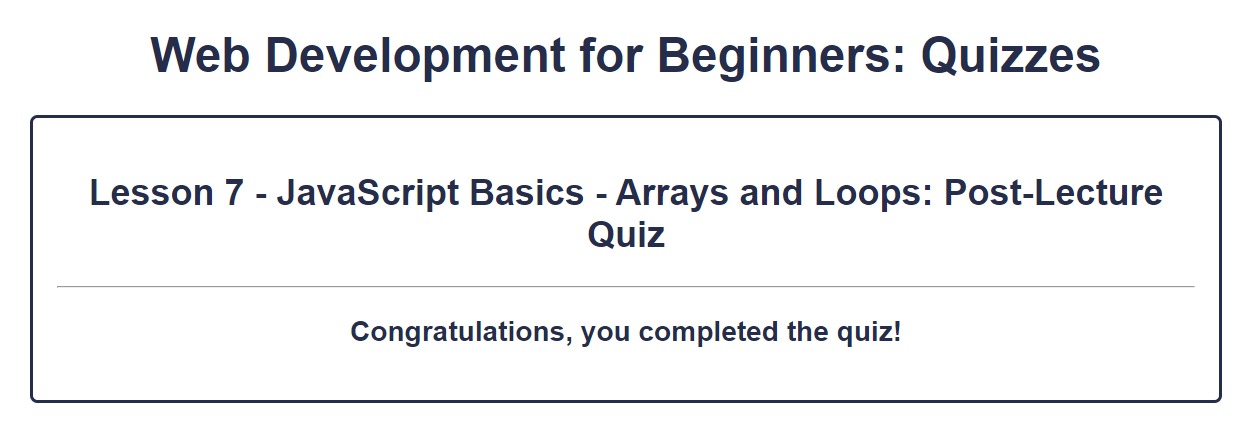 Web Development for Beginners: Quizzes
Lesson 7 - JavaScript Basics - Arrays and Loops: Post-Lecture
Quiz
Congratulations, you completed the quiz!